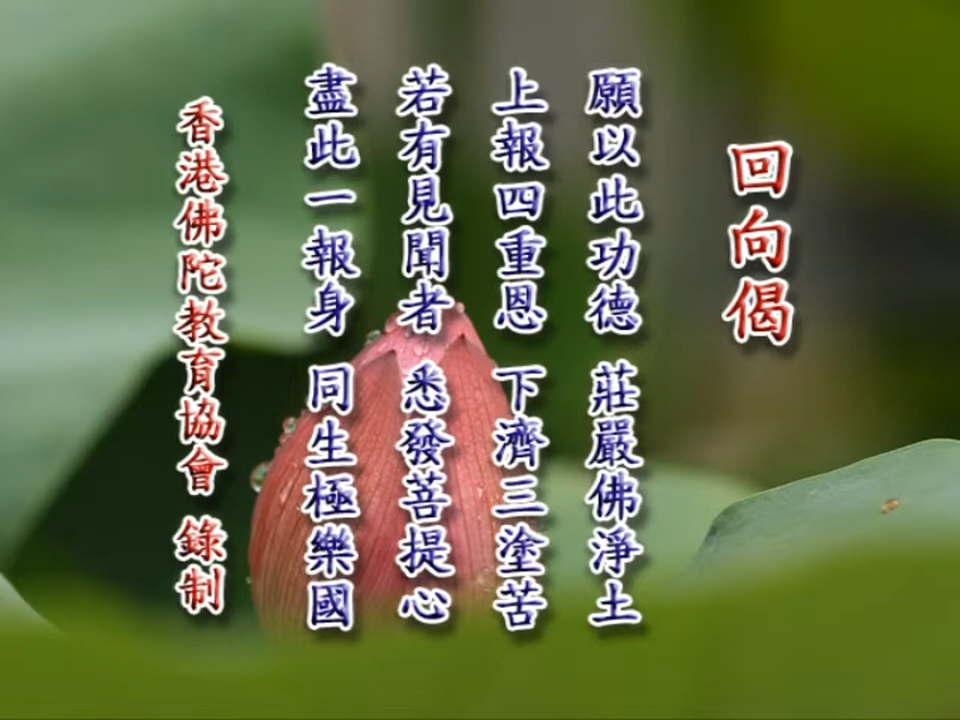 回向偈
願以此功德 莊嚴佛淨土
上報四重恩 下濟三塗苦
若有見聞者 悉發菩提心
盡此一報身 同生極樂國
香港佛陀教育協會 錄制